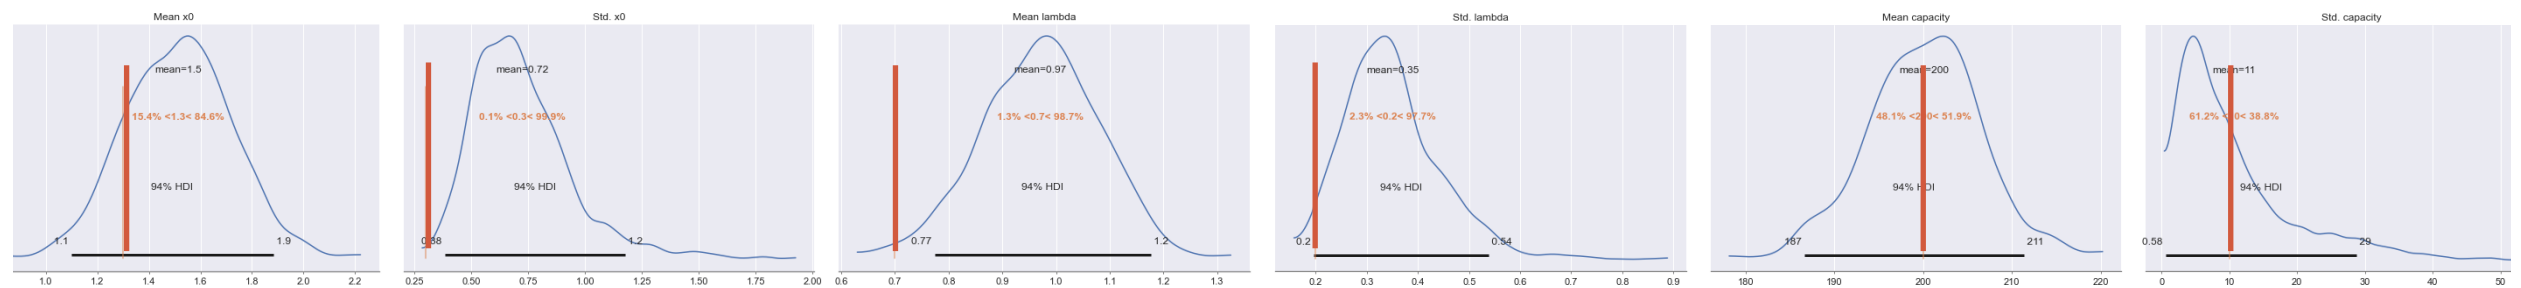 Mean x0
mean=1.5
15.4% <1.3< 84.6%
94% HDI
1.1
1.9
1.0 1.2 1.4 1.6 1.8 2.0 2.2
Std. x0
mean=0.72
0.1% <0.3< 99.9%
94% HDI
0.38
1.2
0.25 0.50 0.75 1.00 1.25 1.50 1.75 2.00
Mean lambda
mean=0.97
1.3% <0.7< 98.7%
94% HDI
0.77
1.2
0.6 0.7 0.8 0.9 1.0 1.1 1.2 1.3
Std. lambda
mean=0.35
2.3% <0.2< 97.7%
94% HDI
0.2
0.54
0.2 0.3 0.4 0.5 0.6 0.7 0.8 0.9
Mean capacity
mean=200
48.1% <200< 51.9%
94% HDI
187
211
180 190 200 210 220
Std. capacity
mean=11
61.2% <10< 38.8%
94% HDI
0.58
29
0 10 20 30 40 50